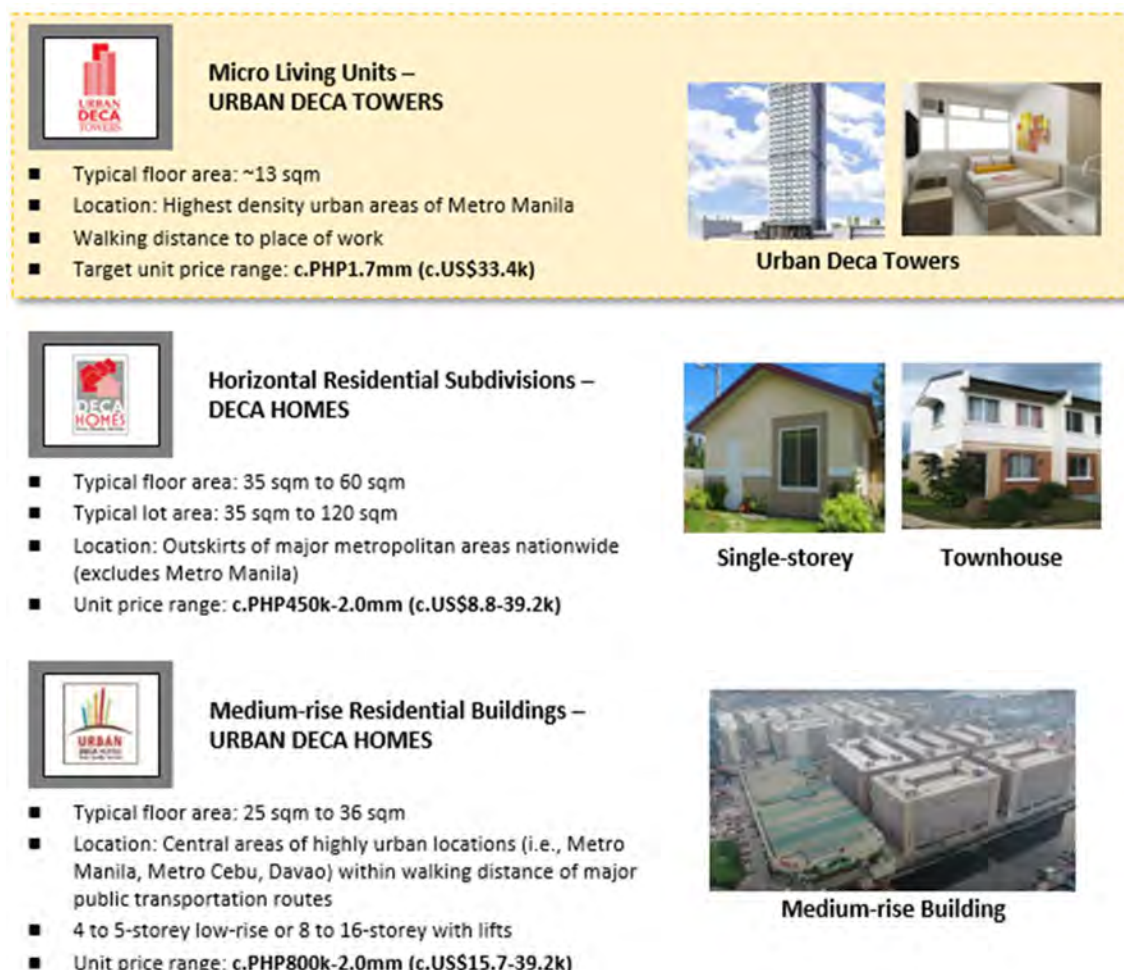 URBAN
DECA
TOWERS
Micro Living Units –
URBAN DECA TOWERS
■ Typical floor area: ~13 sqm
■ Location: Highest density urban areas of Metro Manila
■ Walking distance to place of work
■ Target unit price range: c.PHP1.7mm (c.US$33.4k)
Urban Deca Towers
DECA
HOMES
Horizontal Residential Subdivisions –
DECA HOMES
■ Typical floor area: 35 sqm to 60 sqm
■ Typical lot area: 35 sqm to 120 sqm
■ Location: Outskirts of major metropolitan areas nationwide
(excludes Metro Manila)
■ Unit price range: c.PHP450k-2.0mm (c.US$8.8-39.2k)
Single-storey
Townhouse
URBAN
DECA HOMES
Medium-rise Residential Buildings –
URBAN DECA HOMES
■ Typical floor area: 25 sqm to 36 sqm
■ Location: Central areas of highly urban locations (i.e., Metro
Manila, Metro Cebu, Davao) within walking distance of major
public transportation routes
■ 4 to 5-storey low-rise or 8 to 16-storey with lifts
■ Unit price range: c.PHP800k-2.0mm (c.US$15.7-39.2k)
Medium-rise Building